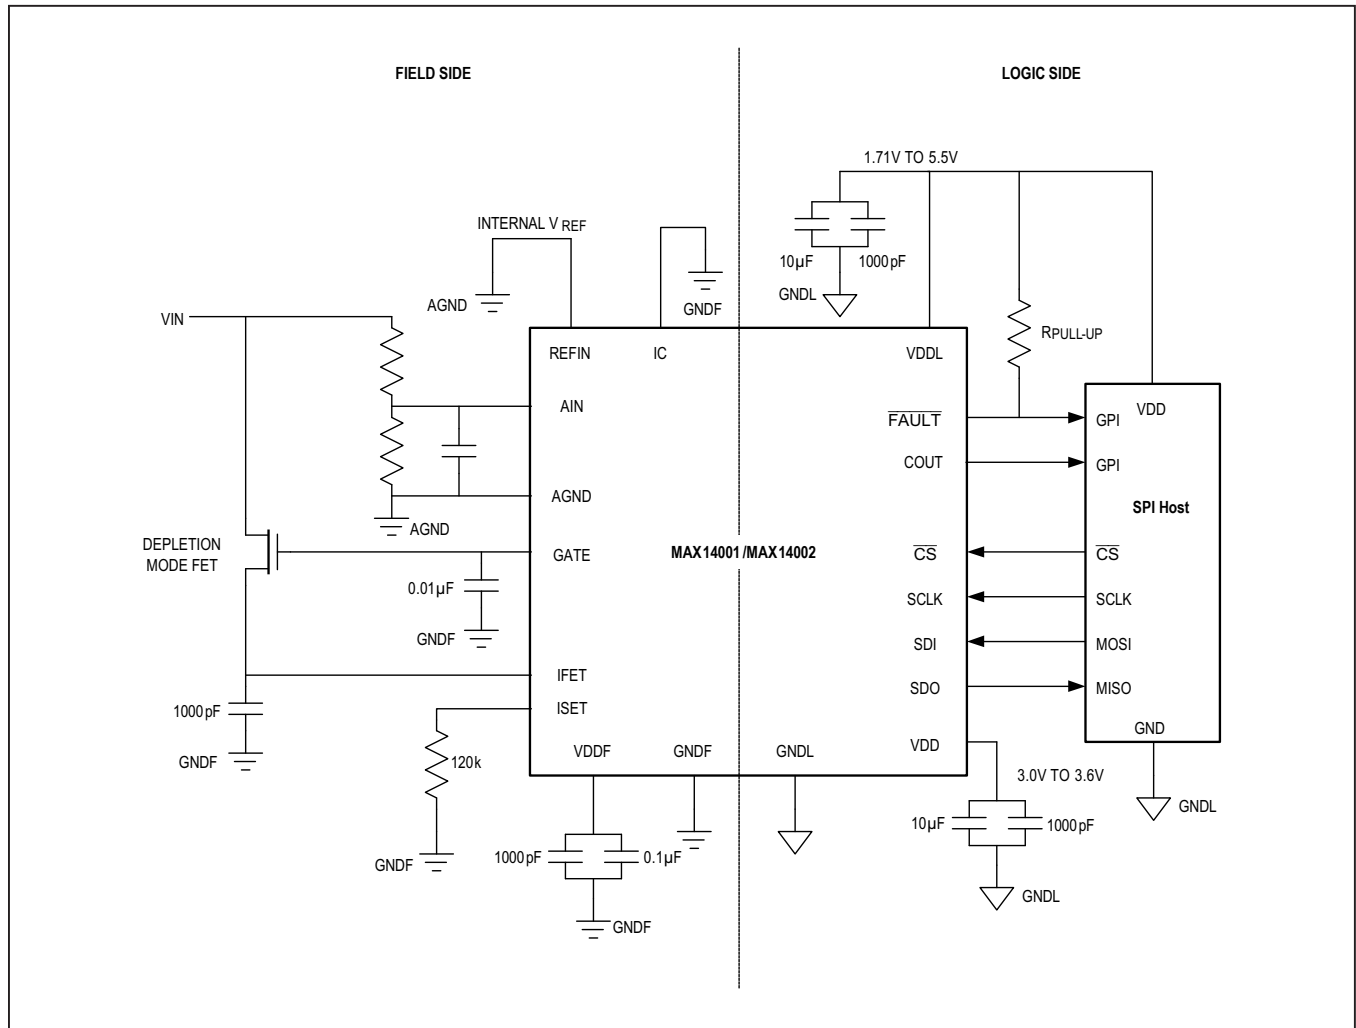 FIELD SIDE
LOGIC SIDE
1.71V TO 5.5V
INTERNAL V REF
10µF
1000pF
GNDL
AGND
GNDF
VIN
REFIN
IC
VDDL
RPULL-UP
AIN
FAULT
GPI
VDD
COUT
GPI
AGND
AGND
SPI Host
DEPLETION
MODE FET
GATE
MAX14001/MAX14002
CS
CS
0.01µF
SCLK
SCLK
GNDF
SDI
MOSI
IFET
SDO
MISO
1000pF
ISET
GND
GNDF
120k
VDDF
GNDF
GNDL
VDD
3.0V TO 3.6V
GNDL
10µF
1000pF
GNDF
1000pF
0.1µF
GNDL
GNDF